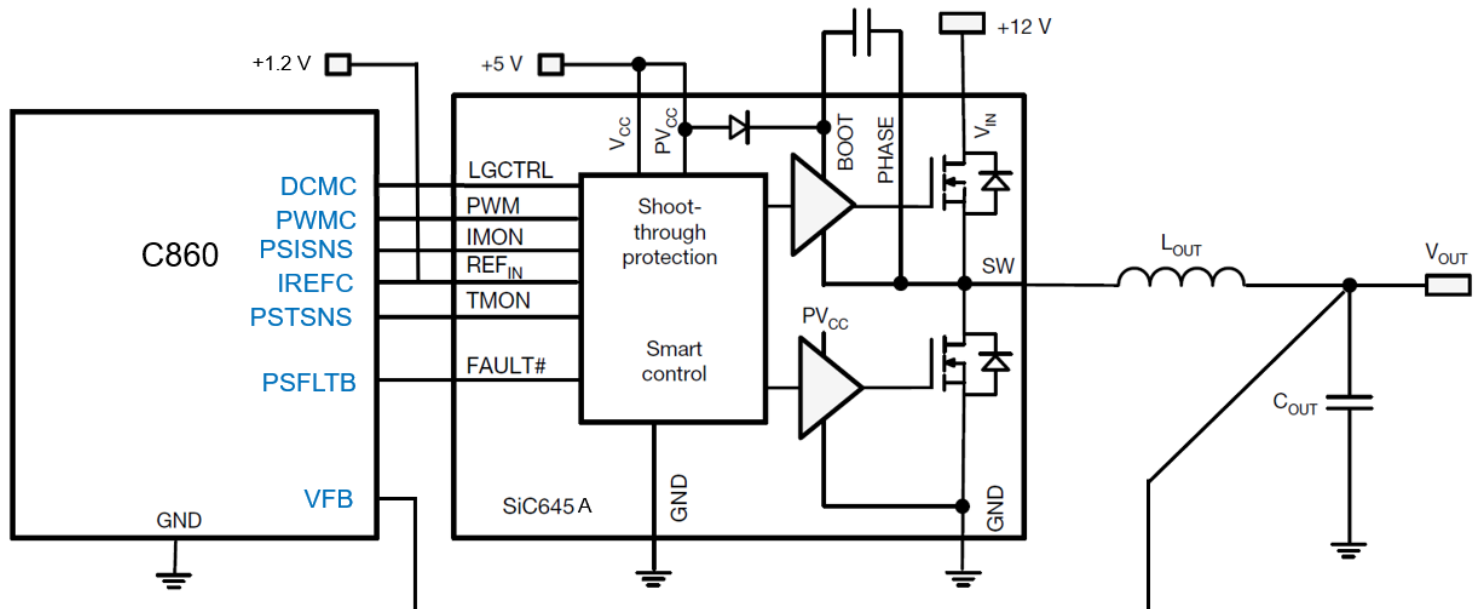 +12 V
+1.2 V
+5 V
VCC
PVCC
BOOT
PHASE
VIN
DCMC
PWMC
PSISNS
IREFC
PSTSNS
PSFLTB
VFB
C860
GND
LGCTRL
PWM
IMON
REFIN
TMON
FAULT#
Shoot-
through
protection
Smart
control
PVCC
SW
LOUT
VOUT
COUT
SiC645A
GND
GND